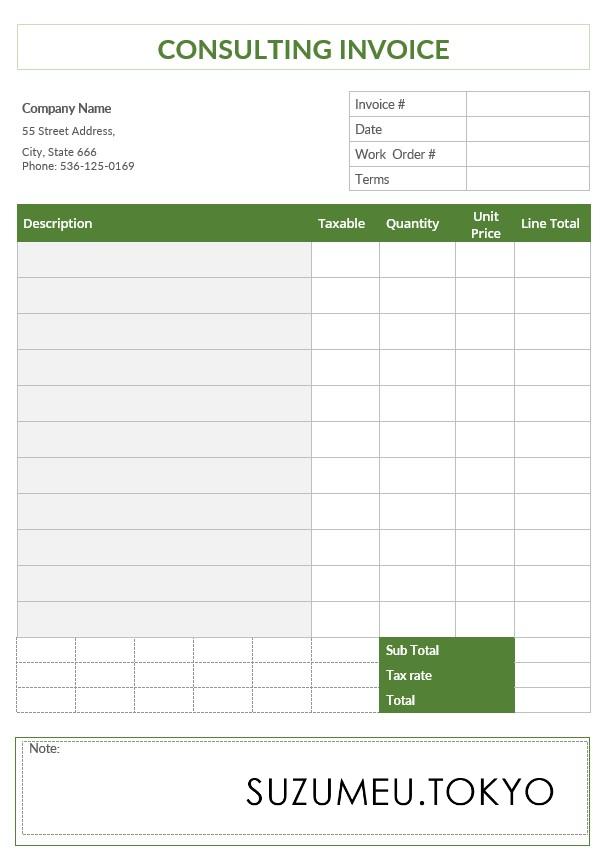 CONSULTING INVOICE
Company Name
55 Street Address,
City, State 666
Phone: 536-125-0169
Invoice #
Date
Work Order #
Terms
Description Taxable Quantity Unit Price Line Total
Sub Total
Tax rate
Total
Note:
SUZUMEU.TOKYO